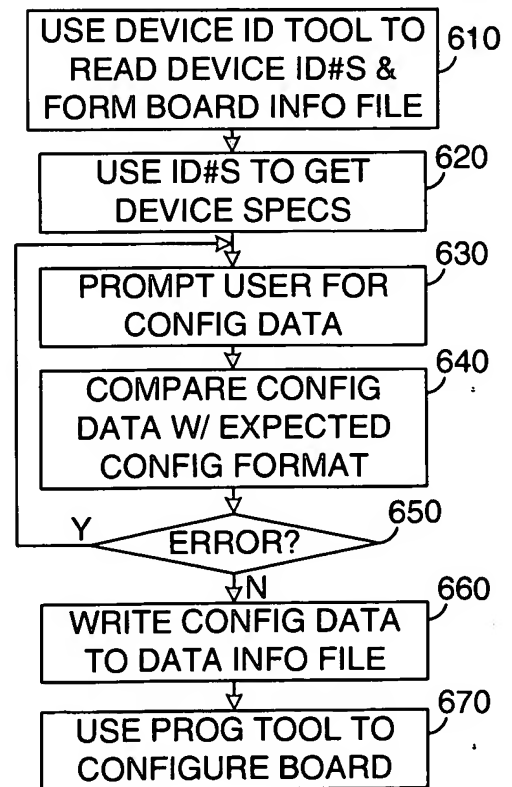 USE DEVICE ID TOOL TO
READ DEVICE ID#S &
FORM BOARD INFO FILE
610
USE ID#S TO GET
DEVICE SPECS
620
PROMPT USER FOR
CONFIG DATA
630
COMPARE CONFIG
DATA W/ EXPECTED
CONFIG FORMAT
640
ERROR?
650
Y
N
WRITE CONFIG DATA
TO DATA INFO FILE
660
USE PROG TOOL TO
CONFIGURE BOARD
670